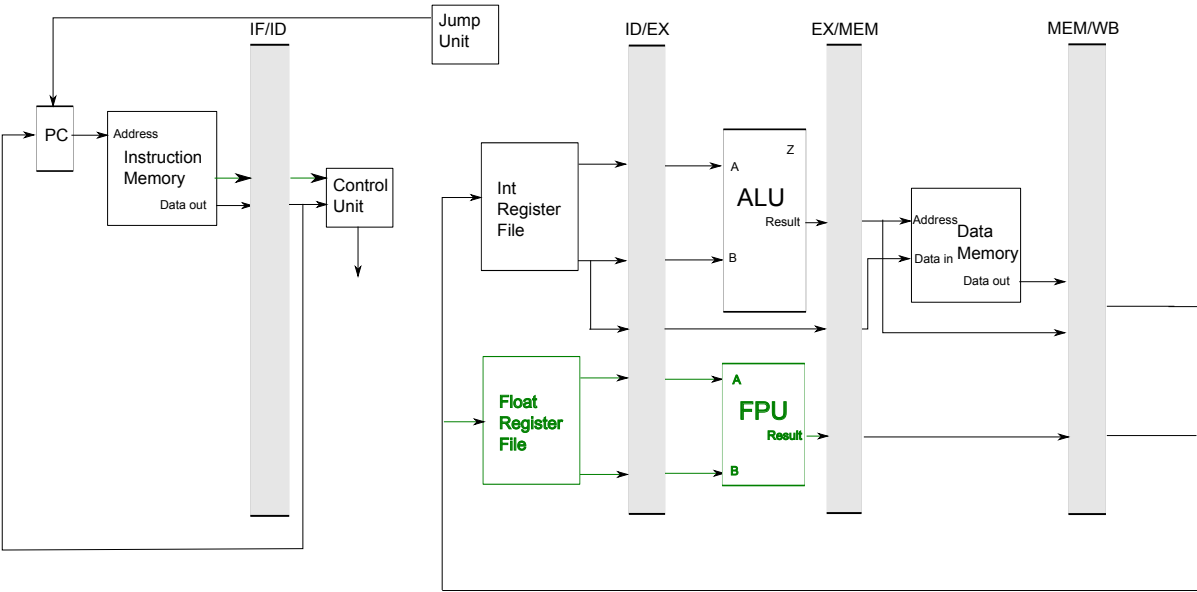 Jump
Unit
IF/ID
ID/EX
EX/MEM
MEM/WB
PC
Address
Instruction
Memory
Data out
Control
Unit
Int
Register
File
Z
A
ALU
Result
B
Address
Data
Memory
Data in
Data out
Float
Register
File
A
FPU
Result
B